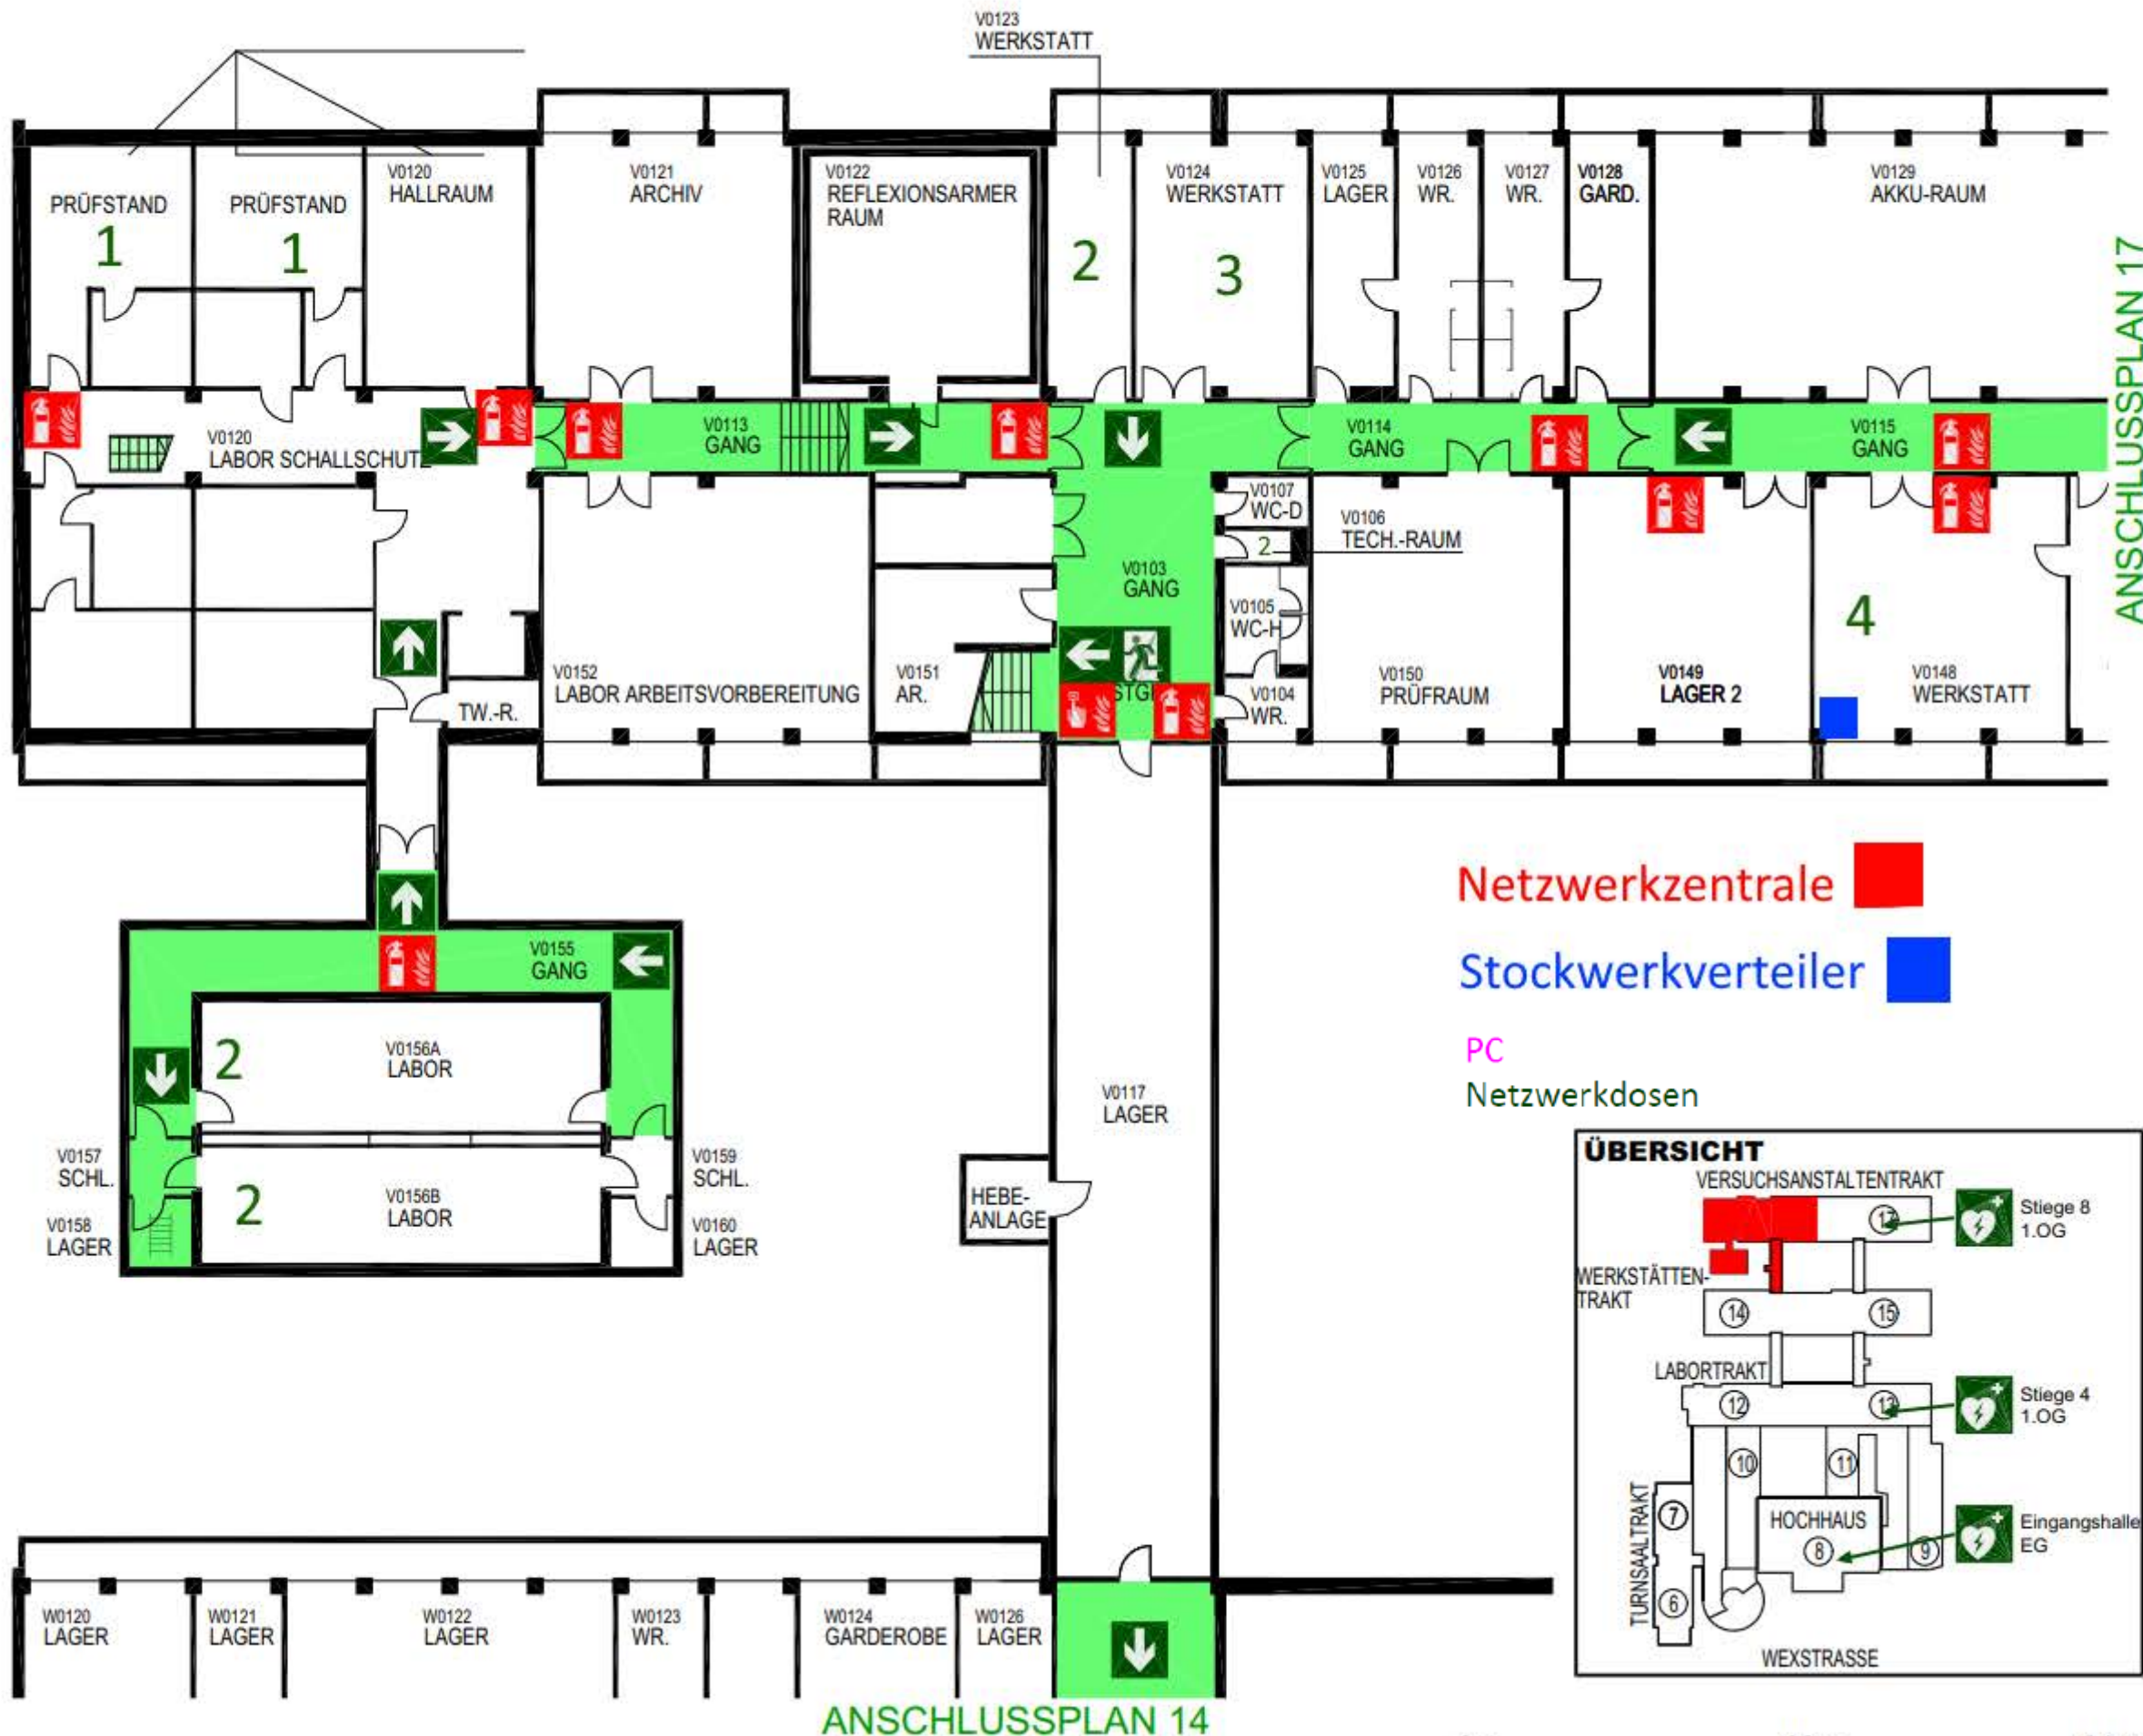 V0123
WERKSTATT
PRÜFSTAND
1
PRÜFSTAND
1
V0120
HALLRAUM
V0121
ARCHIV
V0122
REFLEXIONSARMER
RAUM
2
V0124
WERKSTATT
3
V0125
LAGER
V0126
WR.
V0127
WR.
V0128
GARD.
V0129
AKKU-RAUM
ANSCHLUSSPLAN 17
V0120
LABOR SCHALLSCHUTZ
V0113
GANG
V0114
GANG
V0115
GANG
V0107
WC-D
2
V0106
TECH.-RAUM
V0103
GANG
V0105
WC-H
V0104
WR.
V0152
LABOR ARBEITSVORBEREITUNG
V0151
AR.
TW.-R.
V0150
PRÜFRAUM
V0149
LAGER 2
4
V0148
WERKSTATT
Netzwerkzentrale
Stockwerkverteiler
PC
Netzwerkdosen
V0155
GANG
2
V0156A
LABOR
V0157
SCHL.
V0158
LAGER
2
V0156B
LABOR
V0159
SCHL.
V0160
LAGER
V0117
LAGER
HEBE-
ANLAGE
ÜBERSICHT
VERSUCHSANSTALTENTRAKT
17
Stiege 8
1.OG
WERKSTÄTTEN-
TRAKT
14
15
LABORTRAKT
12
13
Stiege 4
1.OG
10
11
TURNSAALTRAKT
7
HOCHHAUS
8
9
Eingangshalle
EG
6
WEXSTRASSE
W0120
LAGER
W0121
LAGER
W0122
LAGER
W0123
WR.
W0124
GARDEROBE
W0126
LAGER
ANSCHLUSSPLAN 14